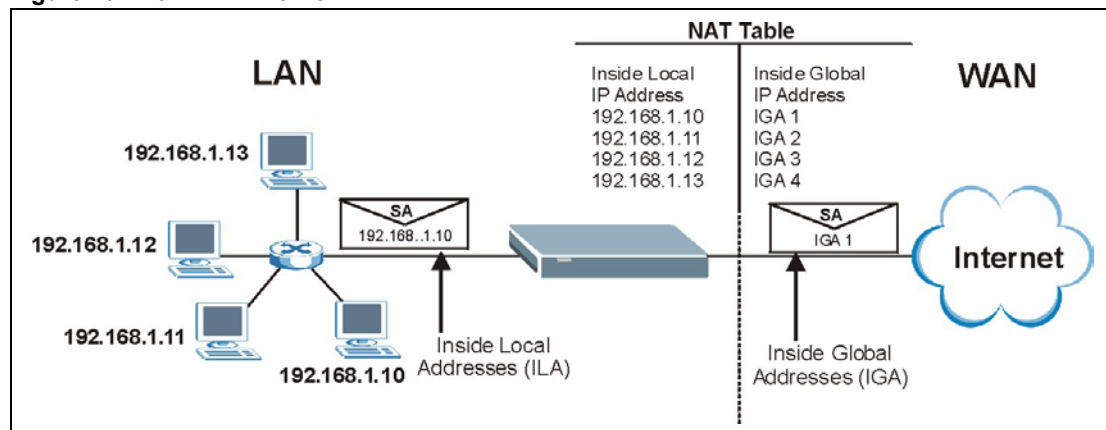 NAT Table
LAN
WAN
Inside Local
IP Address
192.168.1.10
192.168.1.11
192.168.1.12
192.168.1.13
Inside Global
IP Address
IGA 1
IGA 2
IGA 3
IGA 4
192.168.1.13
192.168.1.12
192.168.1.11
192.168.1.10
SA
192.168..1.10
SA
IGA 1
Internet
Inside Local
Addresses (ILA)
Inside Global
Addresses (IGA)